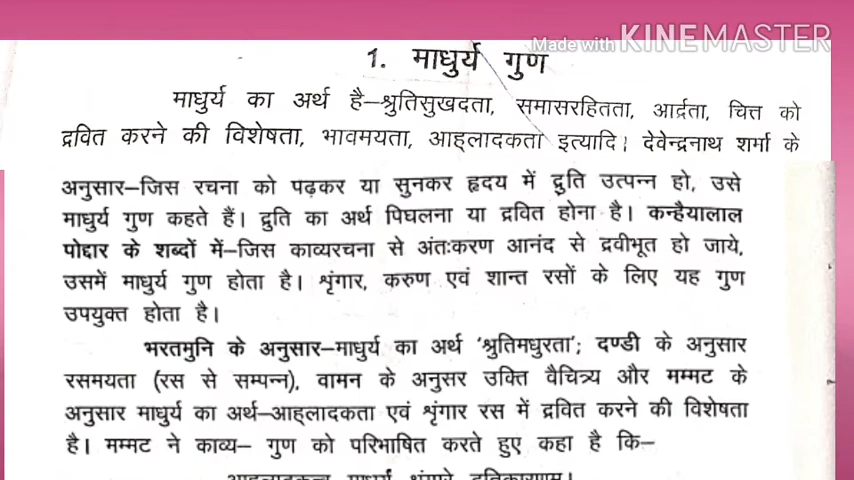 Made with KINEMASTER
1. माधुर्य गुण
माधुर्य का अर्थ है–श्रुतिसुखदता, समासरहितता, आर्द्रता, चित्त को
द्रवित करने की विशेषता, भावमयता, आह्लादकता इत्यादि। देवेन्द्रनाथ शर्मा के
अनुसार–जिस रचना को पढ़कर या सुनकर हृदय में द्रुति उत्पन्न हो, उसे
माधुर्य गुण कहते हैं। द्रुति का अर्थ पिघलना या द्रवित होना है। कन्हैयालाल
पोद्दार के शब्दों में–जिस काव्यरचना से अंतःकरण आनंद से द्रवीभूत हो जाये,
उसमें माधुर्य गुण होता है। शृंगार, करुण एवं शान्त रसों के लिए यह गुण
उपयुक्त होता है।
भरतमुनि के अनुसार–माधुर्य का अर्थ ‘श्रुतिमधुरता’; दण्डी के अनुसार
रसमयता (रस से सम्पन्न), वामन के अनुसर उक्ति वैचित्र्य और मम्मट के
अनुसार माधुर्य का अर्थ–आह्लादकता एवं शृंगार रस में द्रवित करने की विशेषता
है। मम्मट ने काव्य– गुण को परिभाषित करते हुए कहा है कि–